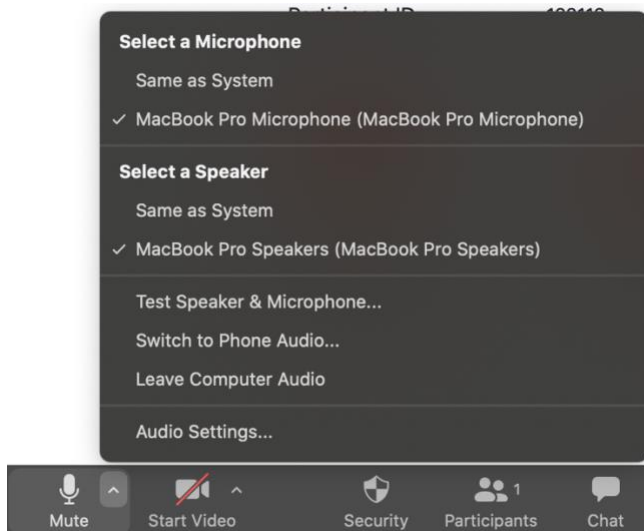 Participant ID
Select a Microphone
Same as System
✓ MacBook Pro Microphone (MacBook Pro Microphone)
Select a Speaker
Same as System
✓ MacBook Pro Speakers (MacBook Pro Speakers)
Test Speaker & Microphone...
Switch to Phone Audio...
Leave Computer Audio
Audio Settings...
1
Mute Start Video Security Participants Chat